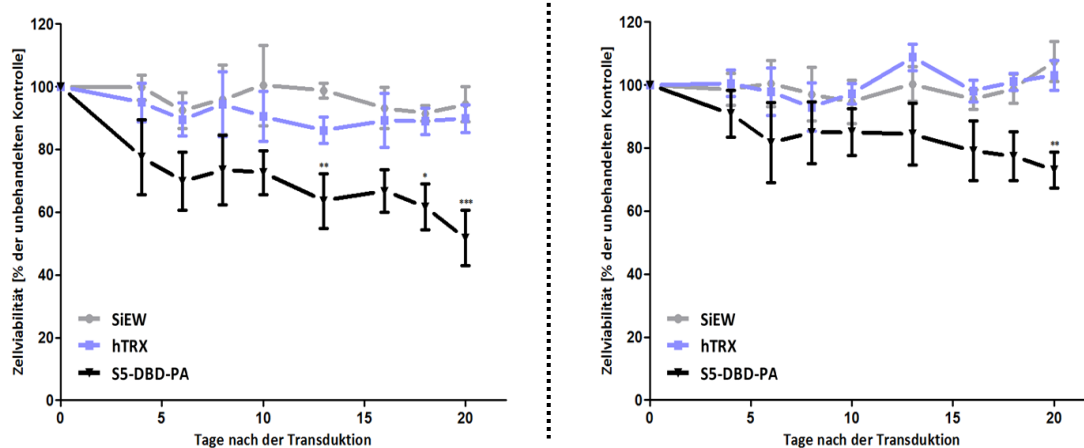 120
100
80
60
40
20
0
Zellviabilität [% der unbehandelten Kontrolle]
**
*
***
SiEW
hTRX
S5-DBD-PA
0 5 10 15 20
Tage nach der Transduktion
120
100
80
60
40
20
0
Zellviabilität [% der unbehandelten Kontrolle]
**
SiEW
hTRX
S5-DBD-PA
0 5 10 15 20
Tage nach der Transduktion